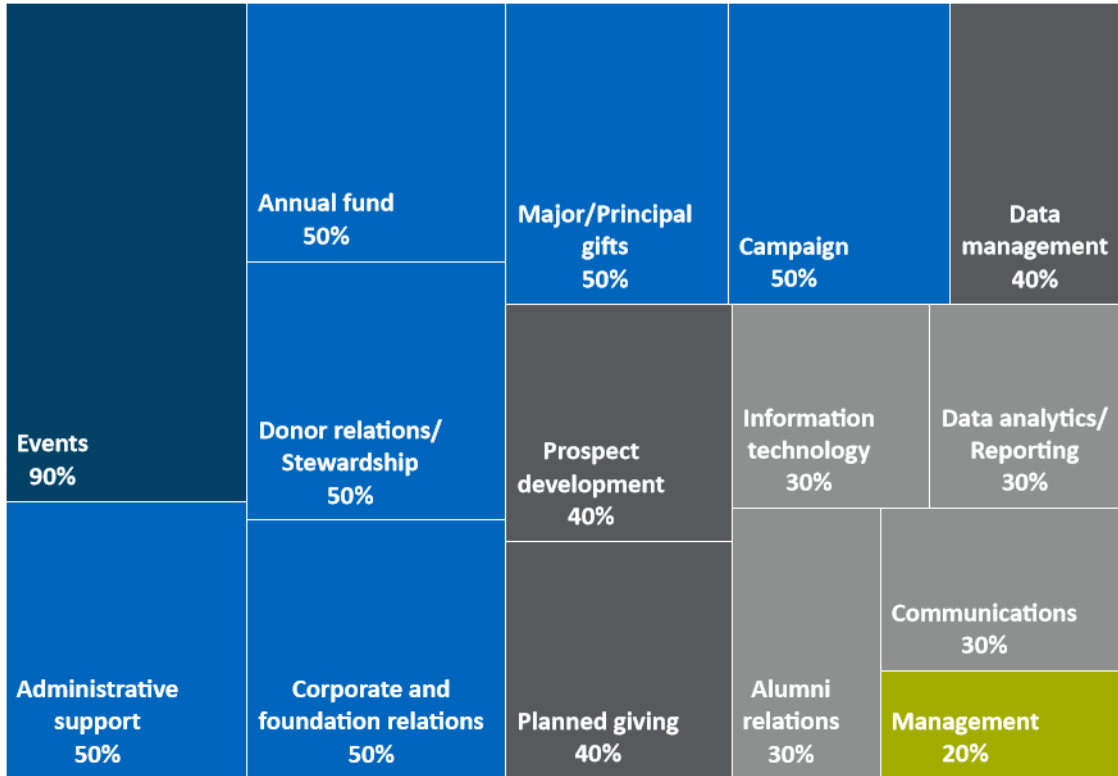 Events
90%
Administrative
support
50%
Annual fund
50%
Donor relations/
Stewardship
50%
Corporate and
foundation relations
50%
Major/Principal
gifts
50%
Campaign
50%
Data
management
40%
Prospect
development
40%
Planned giving
40%
Information
technology
30%
Data analytics/
Reporting
30%
Alumni
relations
30%
Communications
30%
Management
20%